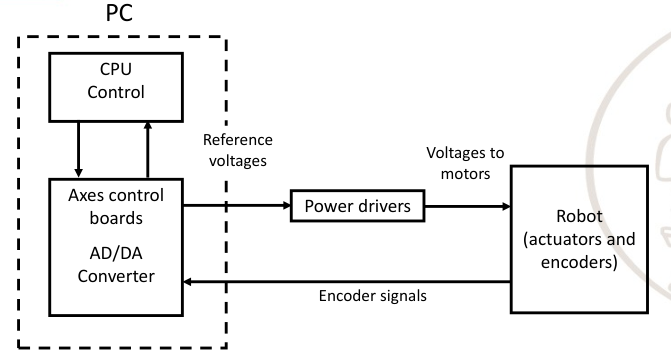 PC
CPU
Control
Reference
voltages
Voltages to
motors
Axes control
boards
AD/DA
Converter
Power drivers
Robot
(actuators and
encoders)
Encoder signals